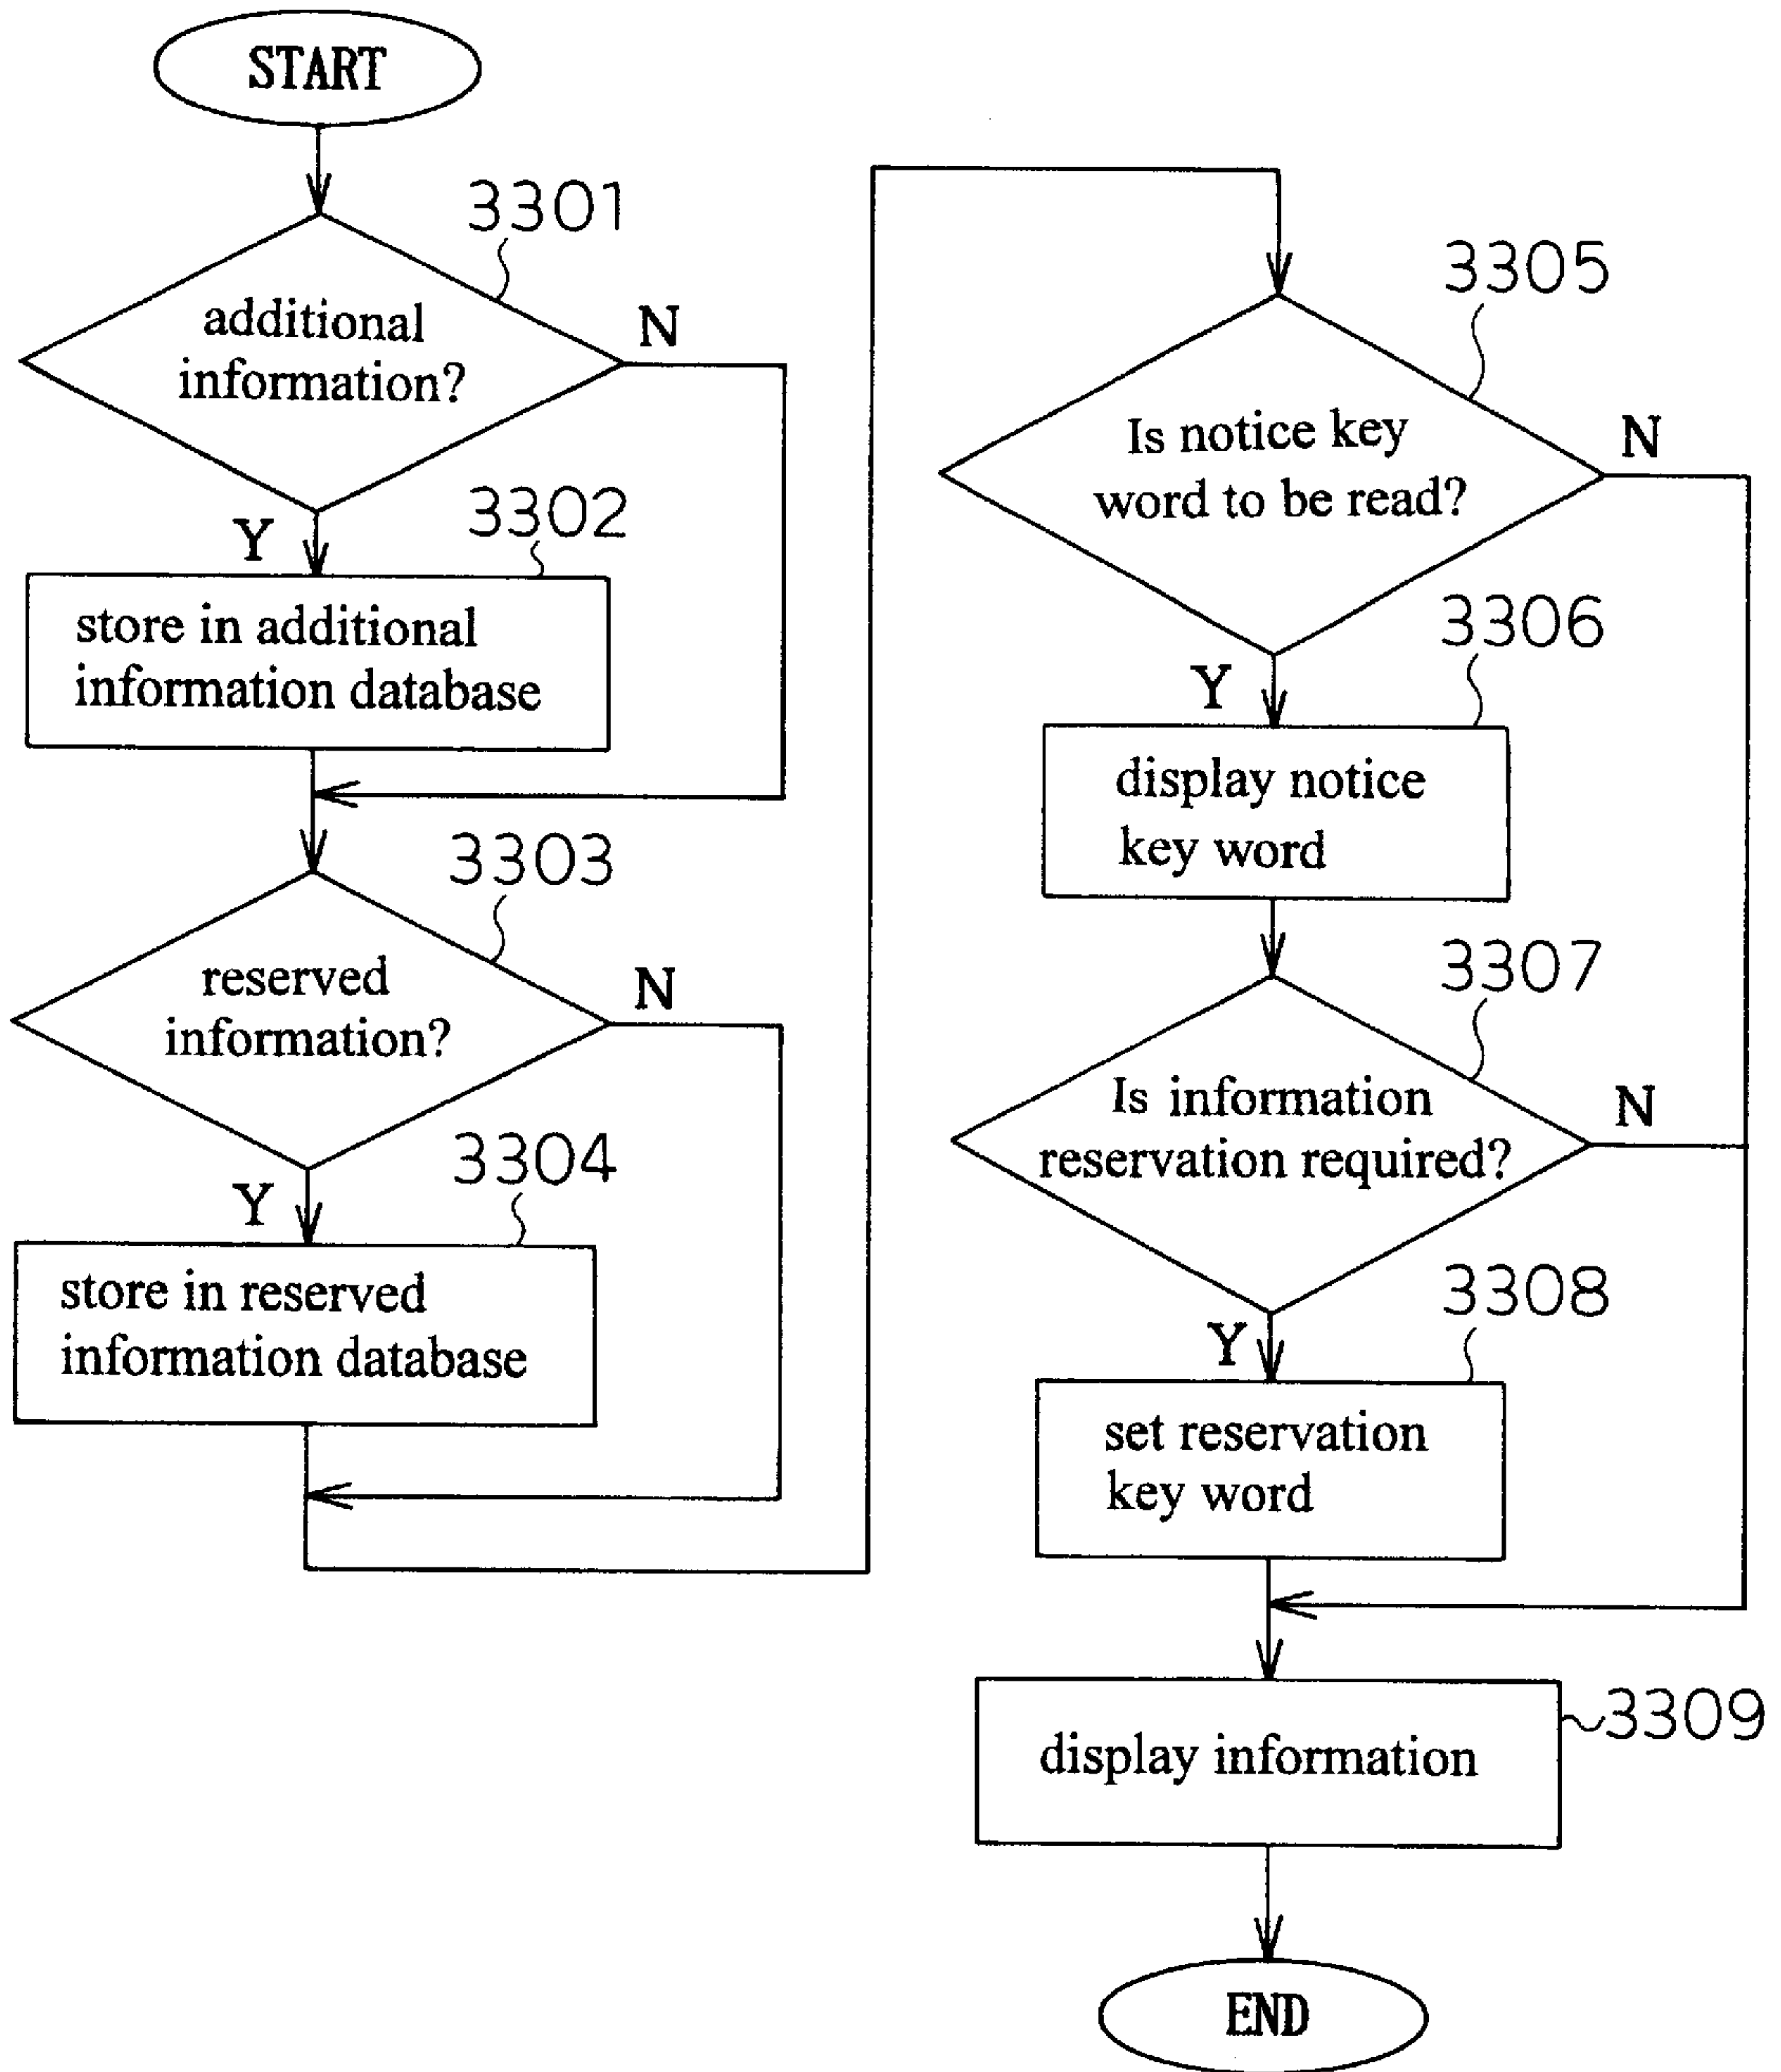 START
3301
additional
information?
N
Y
3302
store in additional
information database
3303
reserved
information?
N
Y
3304
store in reserved
information database
3305
Is notice key
word to be read?
N
Y
3306
display notice
key word
3307
Is information
reservation required?
N
Y
3308
set reservation
key word
3309
display information
END